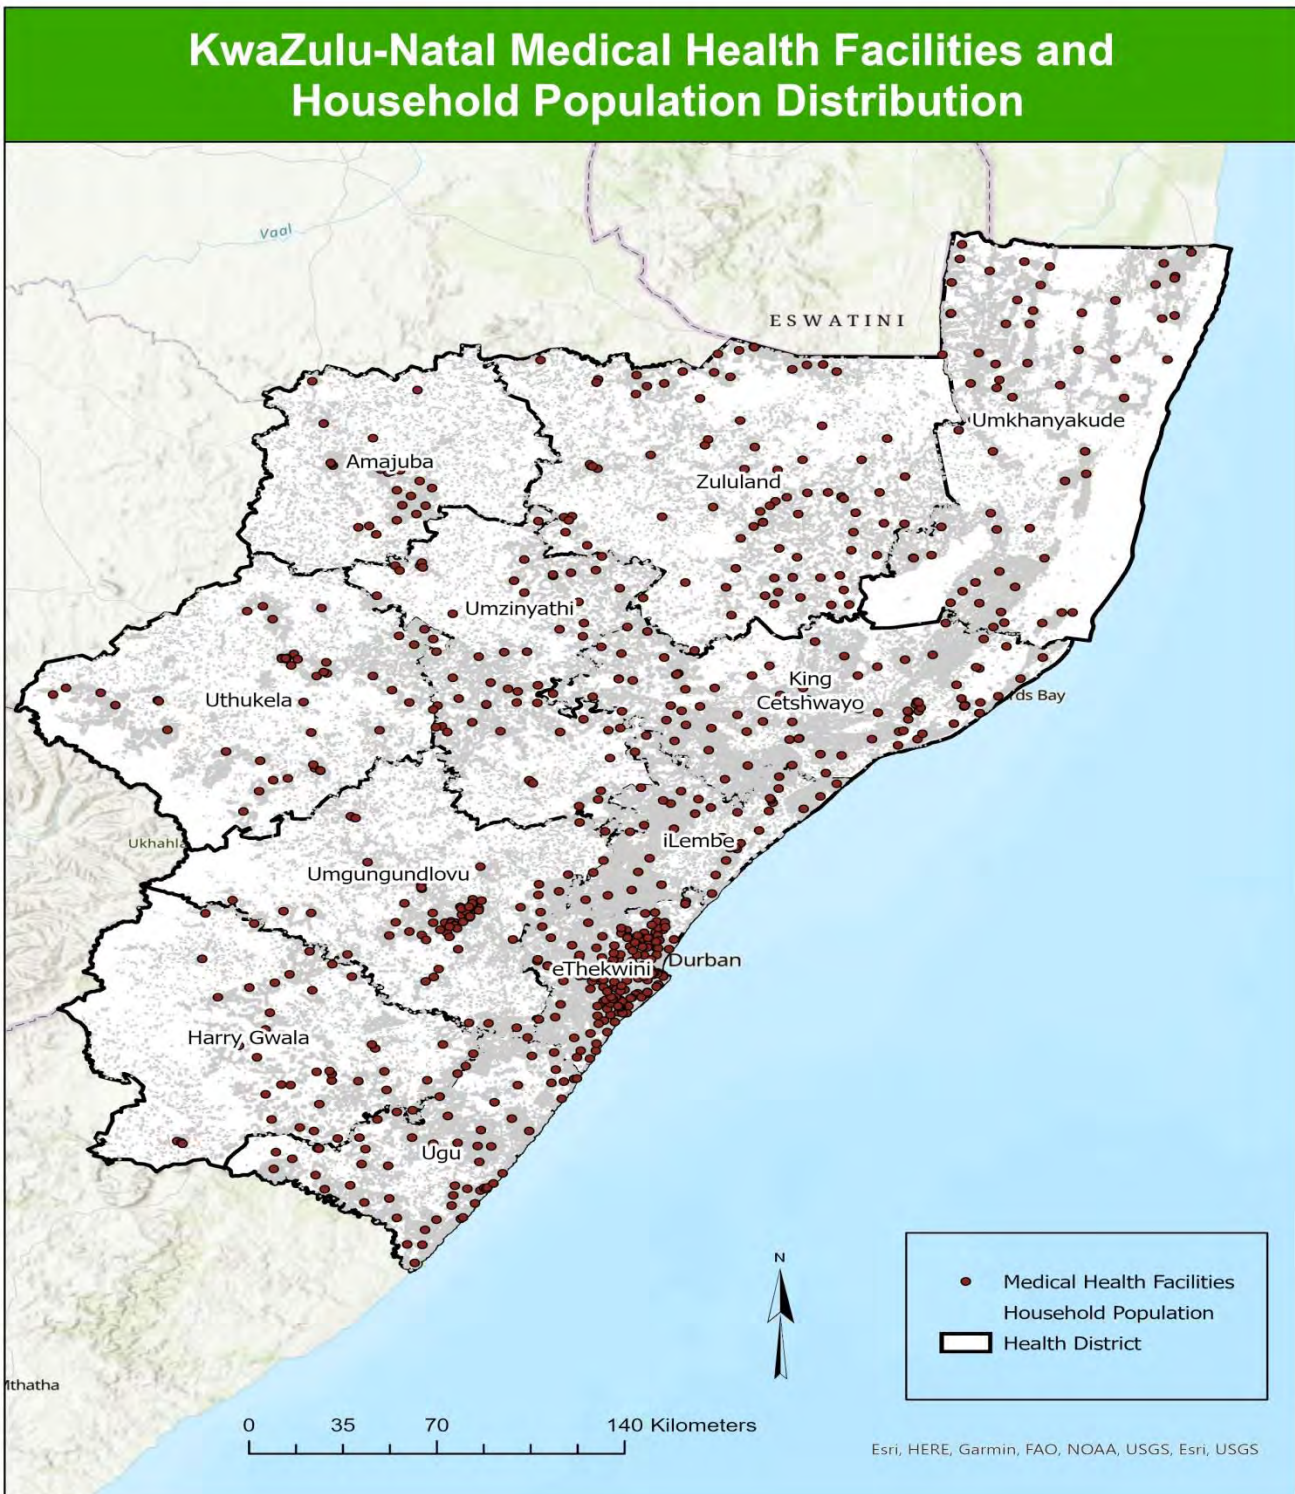 KwaZulu-Natal Medical Health Facilities and
Household Population Distribution
Vaal
ESWATINI
Umkhanyakude
Amajuba
Zululand
Umzinyathi
King
Cetshwayo
Uthukela
rds Bay
iLembe
Ukhahla
Umgungundlovu
eThekwini
Durban
Harry Gwala
Ugu
N
Medical Health Facilities
Household Population
Health District
Mthatha
0 35 70 140 Kilometers
Esri, HERE, Garmin, FAO, NOAA, USGS, Esri, USGS